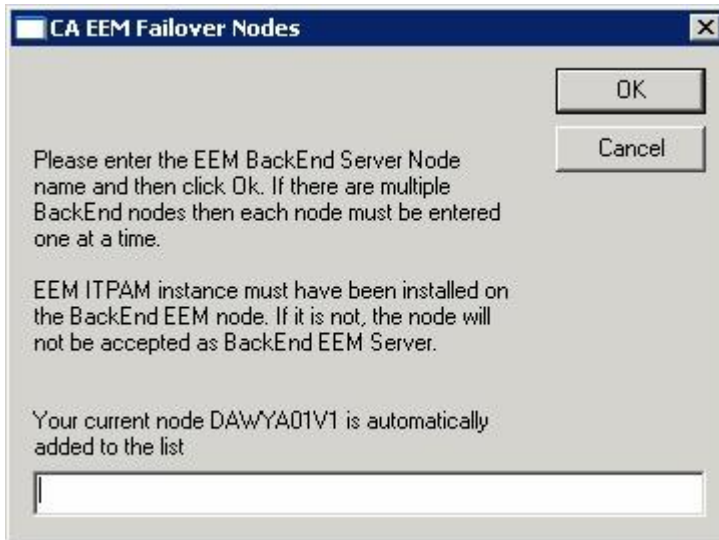 CA EEM Failover Nodes
OK
Cancel
Please enter the EEM BackEnd Server Node
name and then click Ok. If there are multiple
BackEnd nodes then each node must be entered
one at a time.
EEM ITPAM instance must have been installed on
the BackEnd EEM node. If it is not, the node will
not be accepted as BackEnd EEM Server.
Your current node DAWYA01V1 is automatically
added to the list